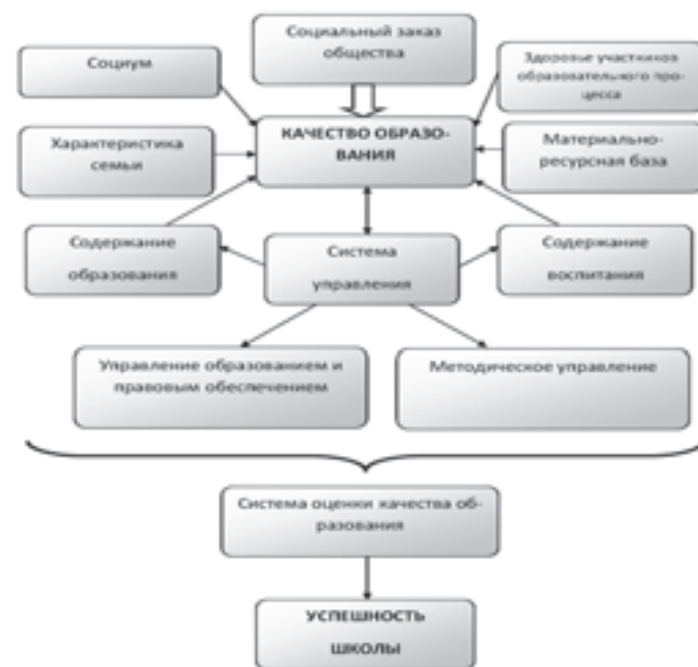 Социальный заказ
общества
Социум
Здоровье участников
образовательного про-
цесса
КАЧЕСТВО ОБРАЗО-
ВАНИЯ
Характеристика
семьи
Материально-
ресурсная база
Содержание
образования
Система
управления
Содержание
воспитания
Управление образованием и
правовым обеспечением
Методическое управление
Система оценки качества об-
разования
УСПЕШНОСТЬ
ШКОЛЫ